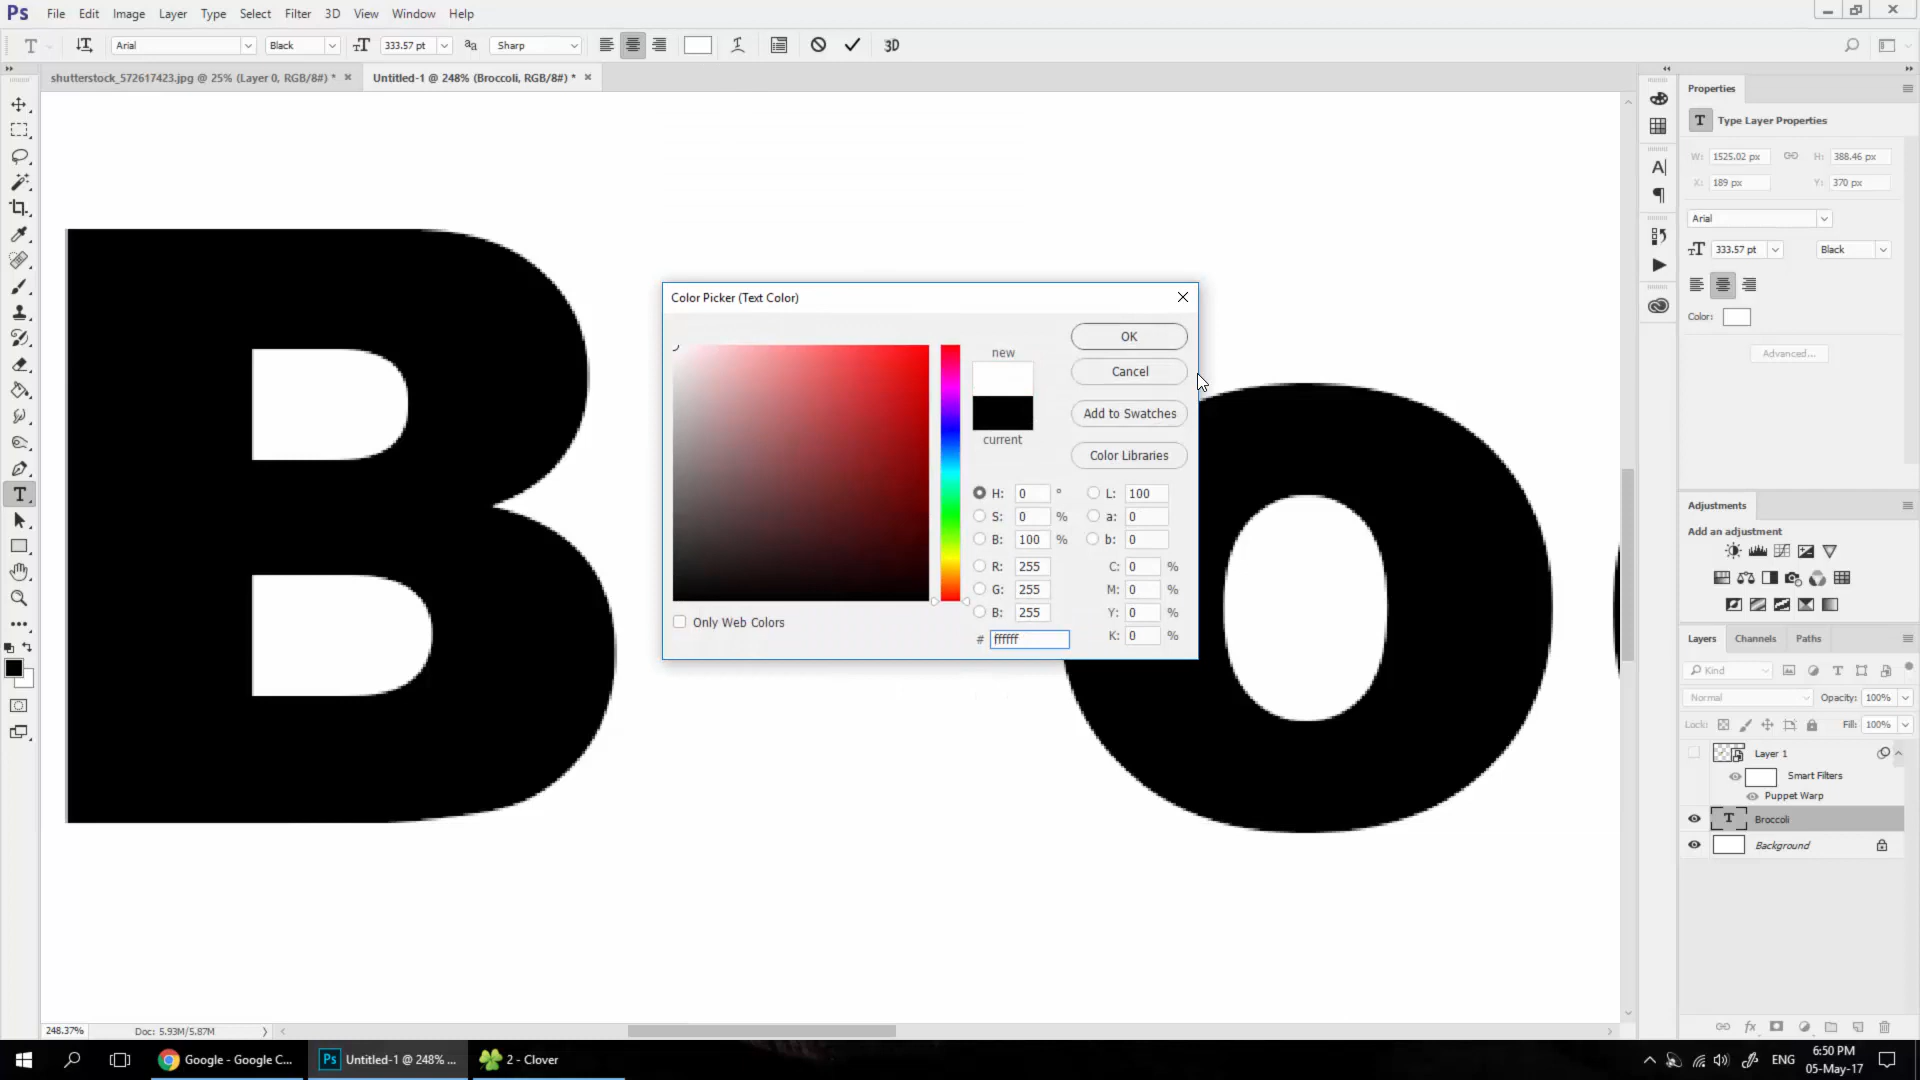 Ps File Edit Image Layer Type Select Filter 3D View Window Help
T Arial Black 333.57 pt aa Sharp 3D
shutterstock_572617423.jpg @ 25% (Layer 0, RGB/8#) * Untitled-1 @ 248% (Broccoli, RGB/8#) *
B o
Color Picker (Text Color)
OK
new
Cancel
Add to Swatches
current
Color Libraries
H: 0 ° L: 100
S: 0 % a: 0
B: 100 % b: 0
R: 255 C: 0 %
G: 255 M: 0 %
B: 255 Y: 0 %
# ffffff K: 0 %
Only Web Colors
Properties
T Type Layer Properties
W: 1525.02 px H: 388.46 px
X: 189 px Y: 370 px
Arial
333.57 pt Black
Color:
Advanced...
Adjustments
Add an adjustment
Layers Channels Paths
Kind
Normal Opacity: 100%
Lock: Fill: 100%
Layer 1
Smart Filters
Puppet Warp
T Broccoli
Background
248.37% Doc: 5.93M/5.87M
Google - Google C... Ps Untitled-1 @ 248% ... 2 - Clover
ENG
6:50 PM
05-May-17